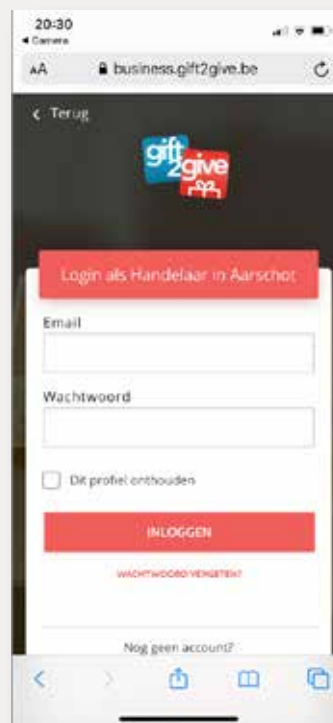 20:30
Camera
AA business.gift2give.be
Terug
gift
2give
Login als Handelaar in Aarschot
Email
Wachtwoord
Dit profiel onthouden
INLOGGEN
WACHTWOORD VERGETEN?
Nog geen account?